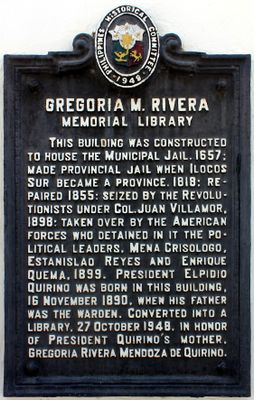 PHILIPPINES HISTORICAL COMMITTEE
1948
GREGORIA M. RIVERA
MEMORIAL LIBRARY
THIS BUILDING WAS CONSTRUCTED
TO HOUSE THE MUNICIPAL JAIL, 1657;
MADE PROVINCIAL JAIL WHEN ILOCOS
SUR BECAME A PROVINCE, 1818; RE-
PAIRED 1855; SEIZED BY THE REVOLU-
TIONISTS UNDER COL. JUAN VILLAMOR,
1898; TAKEN OVER BY THE AMERICAN
FORCES WHO DETAINED IN IT THE PO-
LITICAL LEADERS, MENA CRISOLOGO,
ESTANISLAO REYES AND ENRIQUE
QUEMA, 1899. PRESIDENT ELPIDIO
QUIRINO WAS BORN IN THIS BUILDING,
16 NOVEMBER 1890, WHEN HIS FATHER
WAS THE WARDEN. CONVERTED INTO A
LIBRARY, 27 OCTOBER 1948, IN HONOR
OF PRESIDENT QUIRINO'S MOTHER,
GREGORIA RIVERA MENDOZA DE QUIRINO.